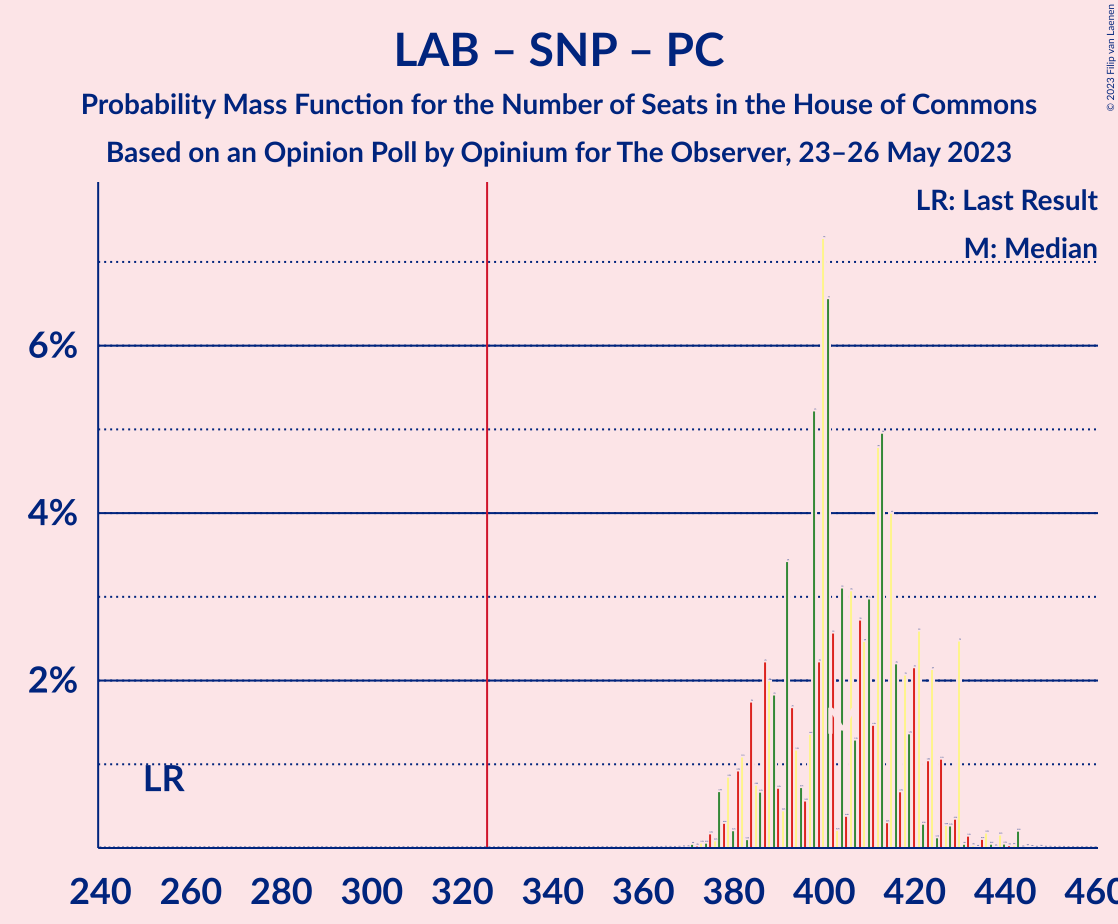 LAB – SNP – PC
Probability Mass Function for the Number of Seats in the House of Commons
Based on an Opinion Poll by Opinium for The Observer, 23–26 May 2023
© 2023 Filip van Laenen
LR: Last Result
M: Median
6%
4%
2%
LR
240 260 280 300 320 340 360 380 400 420 440 460